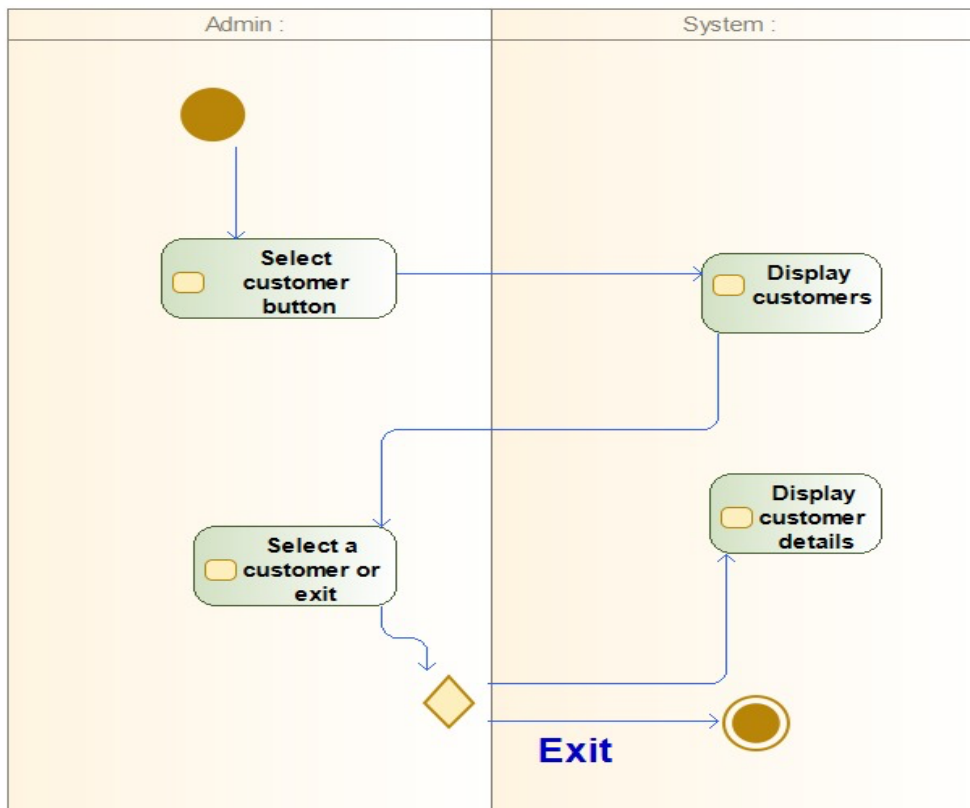 Admin :
System :
Select
customer
button
Display
customers
Select a
customer or
exit
Display
customer
details
Exit